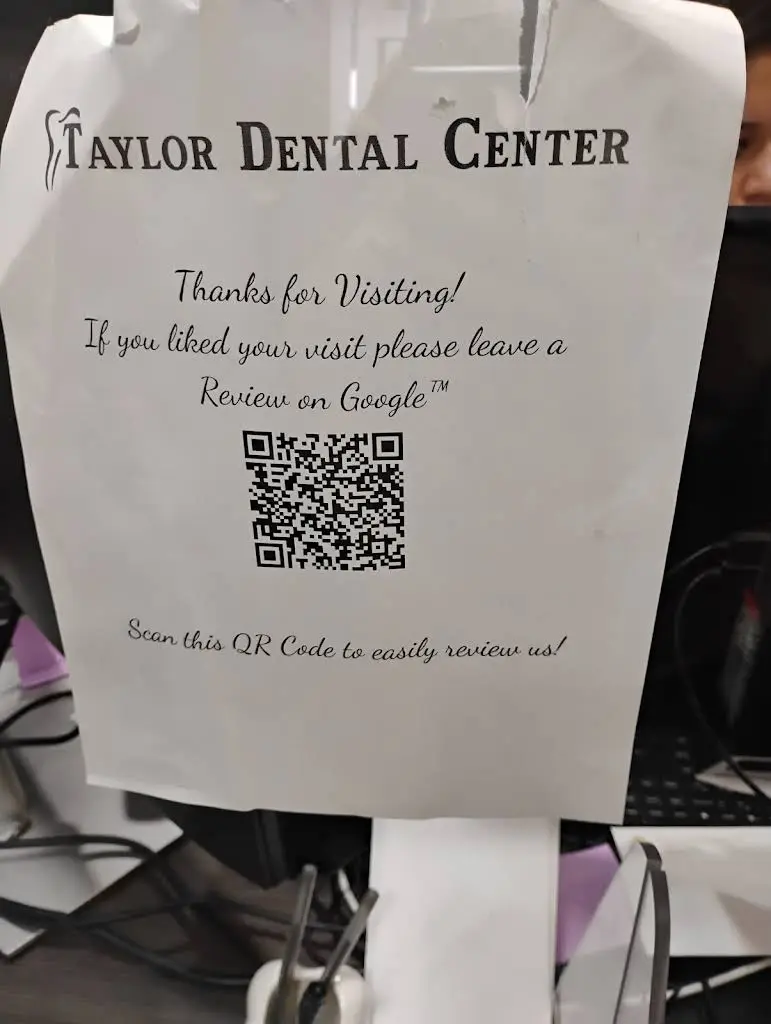 TAYLOR DENTAL CENTER
Thanks for Visiting!
If you liked your visit please leave a
Review on Google™
Scan this QR Code to easily review us!